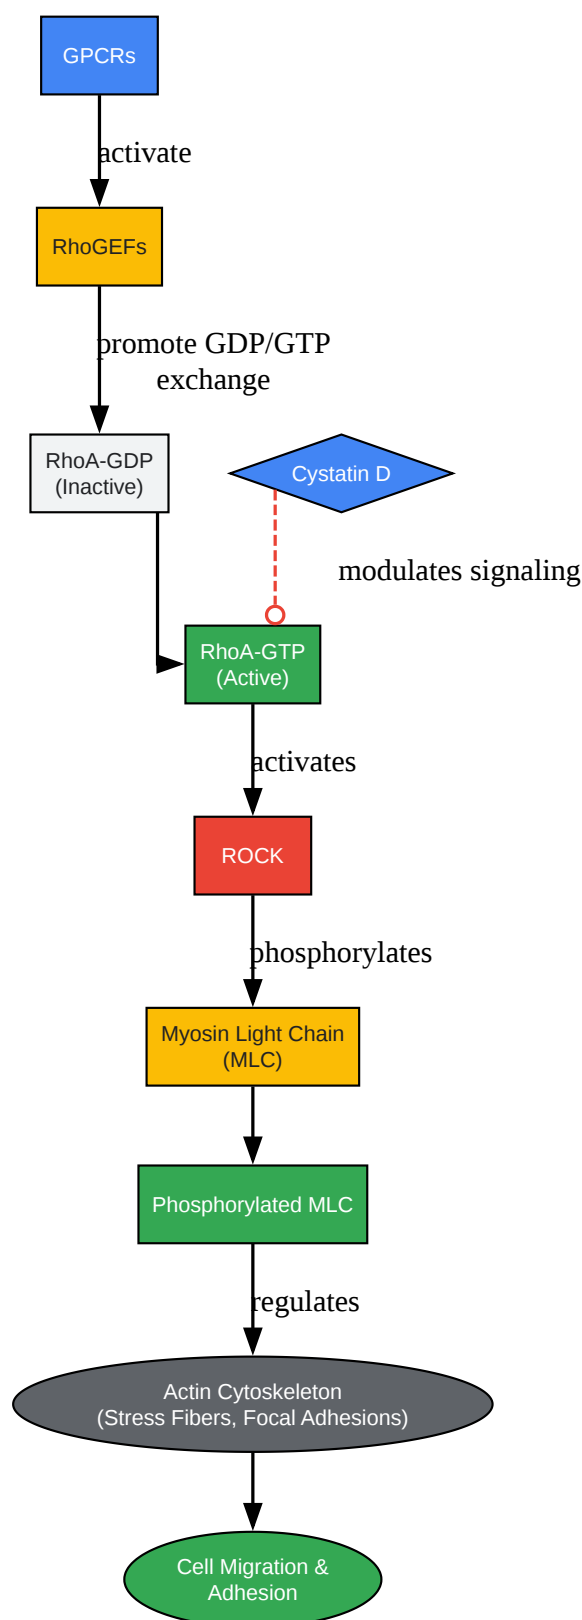 GPCRs
activate
RhoGEFs
promote GDP/GTP
exchange
RhoA-GDP
(Inactive)
Cystatin D
modulates signaling
RhoA-GTP
(Active)
activates
ROCK
phosphorylates
Myosin Light Chain
(MLC)
Phosphorylated MLC
regulates
Actin Cytoskeleton
(Stress Fibers, Focal Adhesions)
Cell Migration &
Adhesion